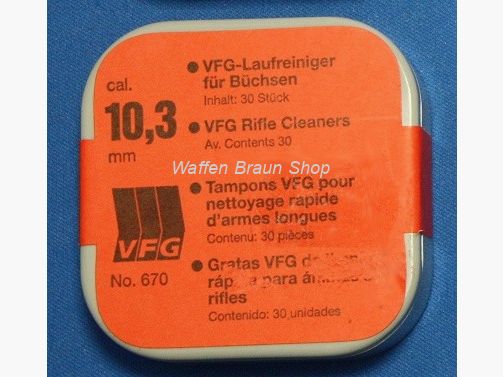 cal.
10,3
mm
VFG
No. 670
● VFG-Laufreiniger
für Büchsen
Inhalt: 30 Stück
● VFG Rifle Cleaners
Av. Contents 30
Waffen Braun Shop
● Tampons VFG pour
nettoyage rapide
d'armes longues
Contenu: 30 pièces
● Gratas VFG
para
rifles
Contenido: 30 unidades